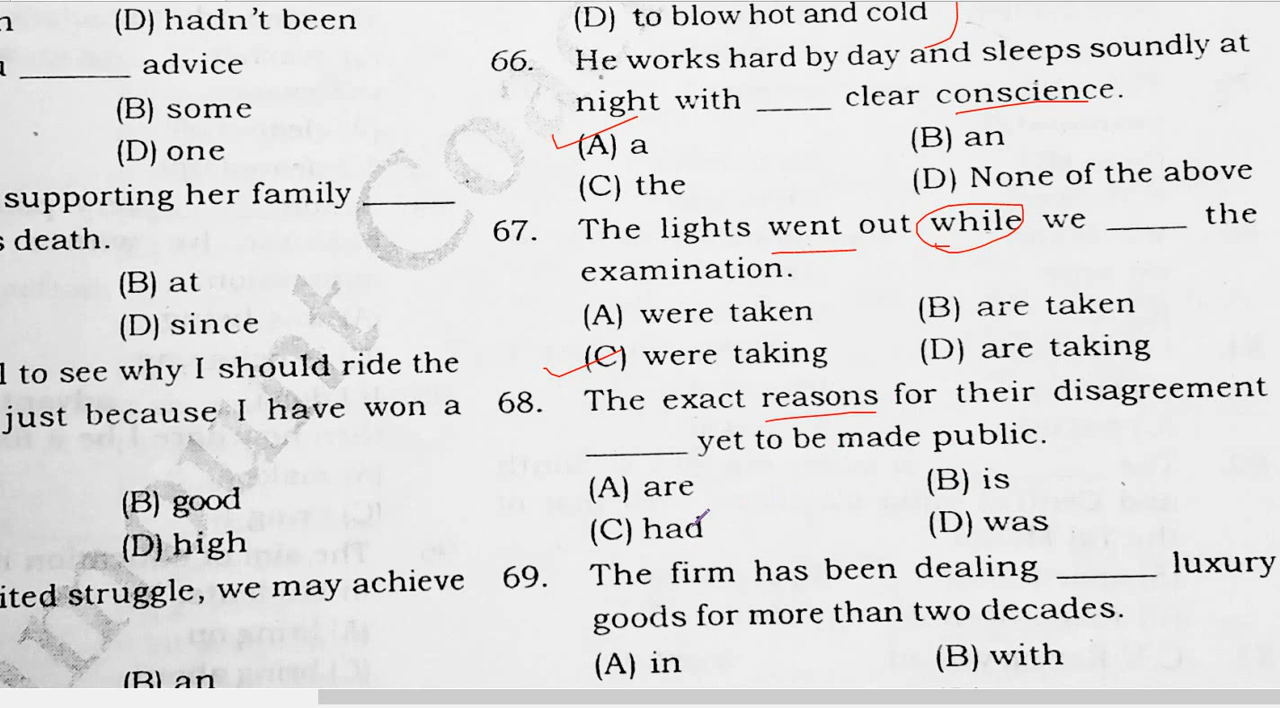 (D) hadn't been
advice
(B) some
(D) one
supporting her family
death.
(B) at
(D) since
to see why I should ride the
just because I have won a
(B) good
(D) high
struggle, we may achieve
(B) an
(D) to blow hot and cold
66. He works hard by day and sleeps soundly at
night with ____ clear conscience.
(A) a (B) an
(C) the (D) None of the above
67. The lights went out while we ____ the
examination.
(A) were taken (B) are taken
(C) were taking (D) are taking
68. The exact reasons for their disagreement
____ yet to be made public.
(A) are (B) is
(C) had (D) was
69. The firm has been dealing ____ luxury
goods for more than two decades.
(A) in (B) with